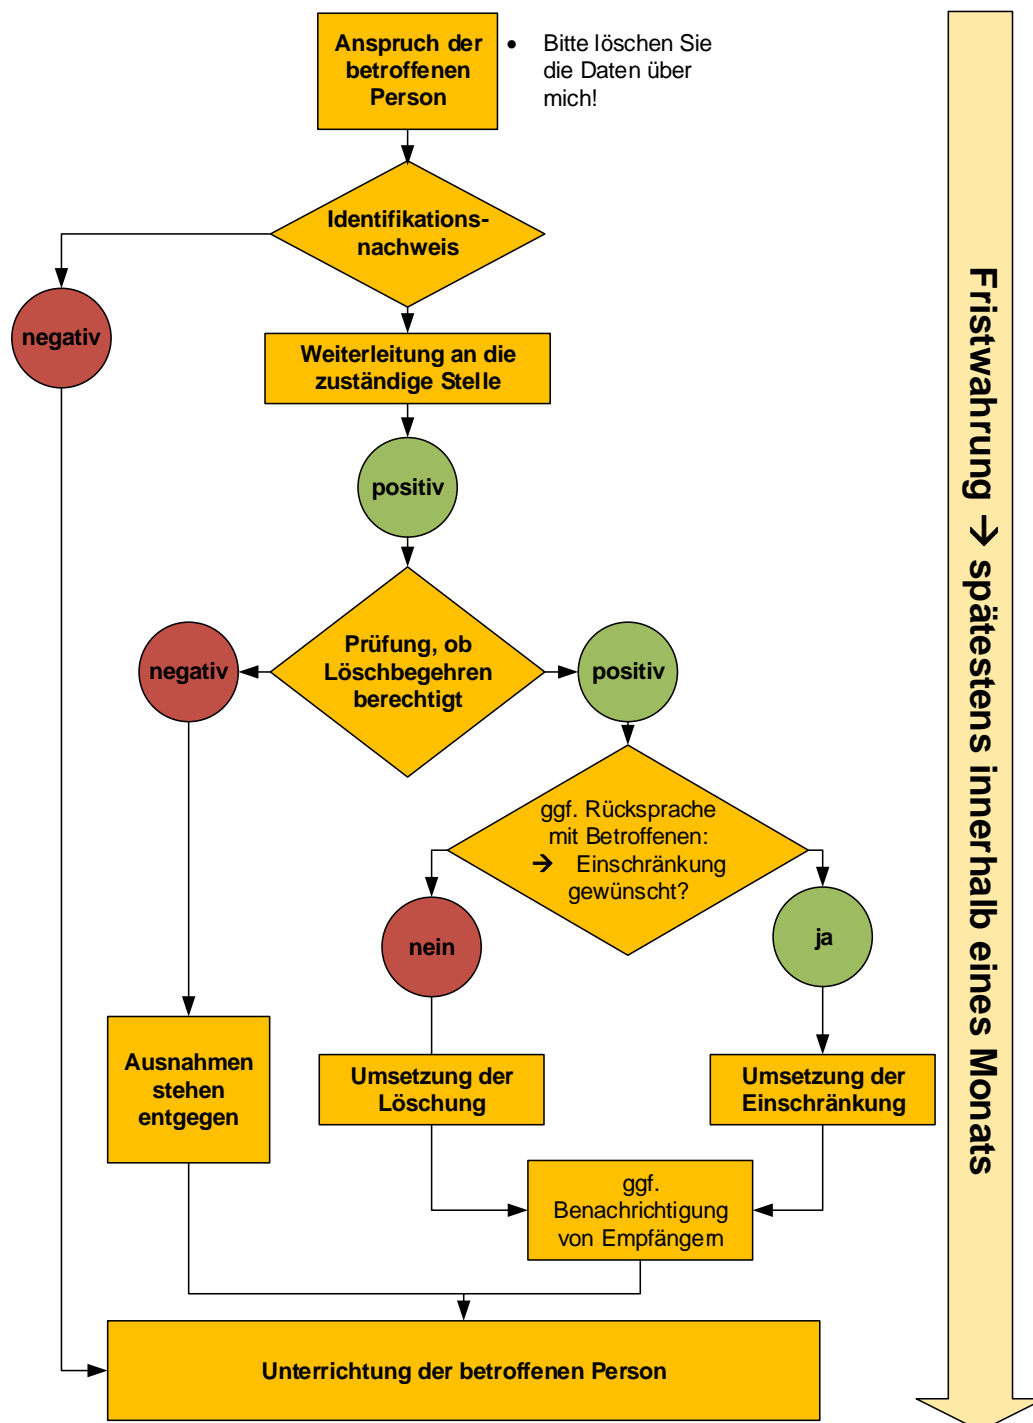 Anspruch der
betroffenen
Person
• Bitte löschen Sie
die Daten über
mich!
Identifikations-
nachweis
negativ
Weiterleitung an die
zuständige Stelle
positiv
Prüfung, ob
Löschbegehren
berechtigt
negativ
positiv
ggf. Rücksprache
mit Betroffenen:
→ Einschränkung
gewünscht?
nein
ja
Ausnahmen
stehen
entgegen
Umsetzung der
Löschung
Umsetzung der
Einschränkung
ggf.
Benachrichtigung
von Empfängern
Unterrichtung der betroffenen Person
Fristwahrung → spätestens innerhalb eines Monats